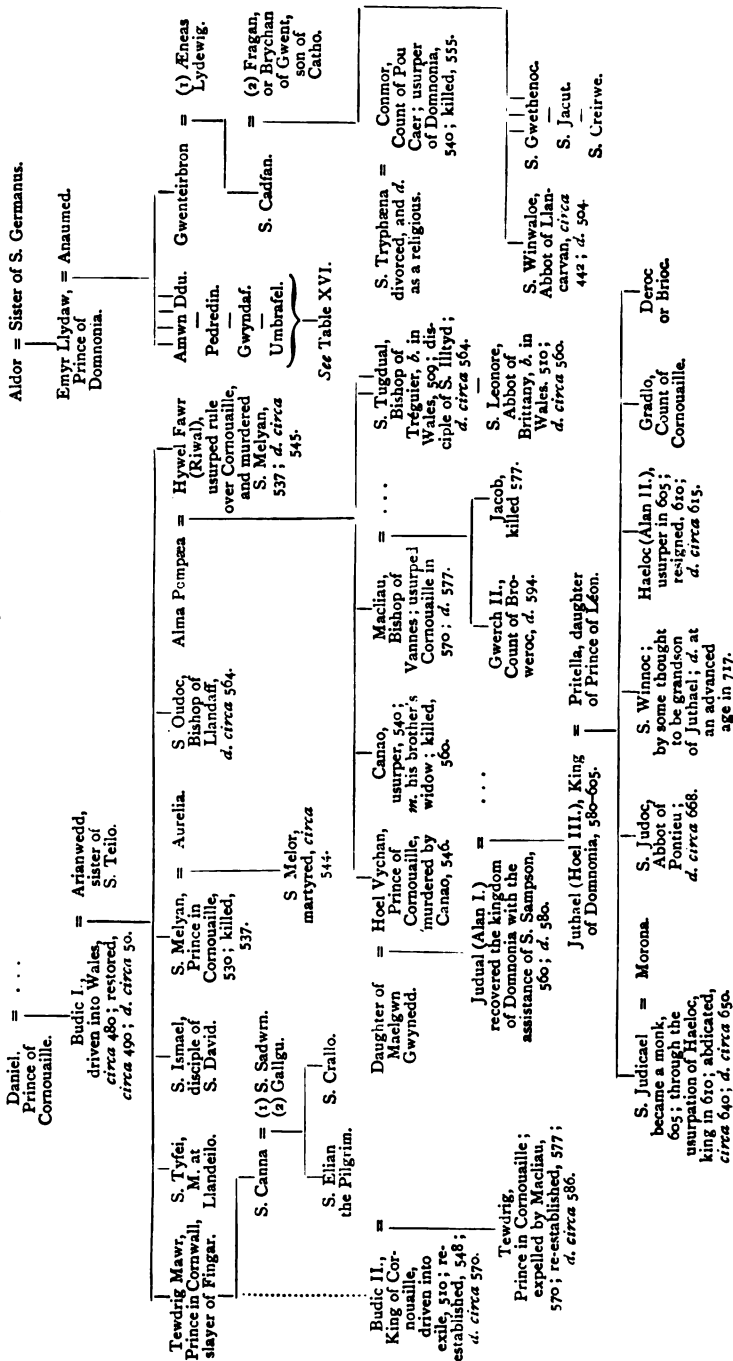 Daniel, = . . .
Prince of
Cornouaille.
Budic I., = Arianwedd,
driven into Wales, sister of
circa 480; restored, S. Teilo.
circa 490; d. circa 50.
Aldor = Sister of S. Germanus.
Emyr Llydaw, = Anaumed.
Prince of
Domnonia.
Tewdrig Mawr,
Prince in Cornwall,
slayer of Fingar.
S. Tyfei,
M. at
Llandeilo.
S. Ismael,
disciple of
S. David.
S. Melyan, = Aurelia.
Prince in
Cornouaille,
530; killed,
537.
S Oudoc,
Bishop of
Llandaff,
d. circa 564.
Alma Pompæa = Hywel Fawr
(Riwal),
usurped rule
over Cornouaille,
and murdered
S. Melyan,
537; d. circa
545.
Amwn Ddu.
—
Pedredin.
—
Gwyndaf.
—
Umbrafel.
See Table XVI.
Gwenteirbron = (1) Æneas
Lydewig.
S. Cadfan.
= (2) Fragan,
or Brychan
of Gwent,
son of
Catho.
S. Canna = (1) S. Sadwrn.
(2) Gallgu.
S. Elian
the Pilgrim.
S. Crallo.
S Melor,
martyred, circa
544.
Budic II., =
King of Cor-
nouaille,
driven into
exile, 510; re-
established, 548;
d. circa 570.
Daughter of = Hoel Vychan,
Maelgwn Prince of
Gwynedd. Cornouaille,
murdered by
Canao, 546.
Canao,
usurper, 540;
m. his brother's
widow; killed,
560.
Macliau, = . . .
Bishop of
Vannes; usurped
Cornouaille in
570; d. 577.
S. Tugdual,
Bishop of
Tréguier, b. in
Wales, 509; dis-
ciple of S. Illtyd;
d. circa 564.
—
S. Leonore,
Abbot of
Brittany, b. in
Wales. 510;
d. circa 560.
S. Tryphæna = Connor,
divorced, and d. Count of Pou
as a religious. Caer; usurper
of Domnonia,
540; killed, 555.
S. Winwaloe,
Abbot of Llan-
carvan, circa
442; d. 504.
S. Gwethenoc.
—
S. Jacut.
—
S. Creirwe.
Tewdrig,
Prince in Cornouaille;
expelled by Macliau,
570; re-established, 577;
d. circa 586.
Judual (Alan I.) = . . .
recovered the kingdom
of Domnonia with the
assistance of S. Sampson,
560; d. 580.
Gwerch II.,
Count of Bro-
weroc, d. 594.
Jacob,
killed 577.
Juthael (Hoel III.), King = Pritella, daughter
of Domnonia, 580-605. of Prince of Léon.
S. Judicael = Morona.
became a monk,
605; through the
usurpation of Haeloc,
king in 610; abdicated,
circa 640; d. circa 650.
S. Judoc,
Abbot of
Pontieu;
d. circa 668.
S. Winnoc;
by some thought
to be grandson
of Juthael; d. at
an advanced
age in 717.
Haeloc (Alan II.),
usurper in 605;
resigned, 610;
d. circa 615.
Gradlo,
Count of
Cornouaille.
Deroc
or Brioc.